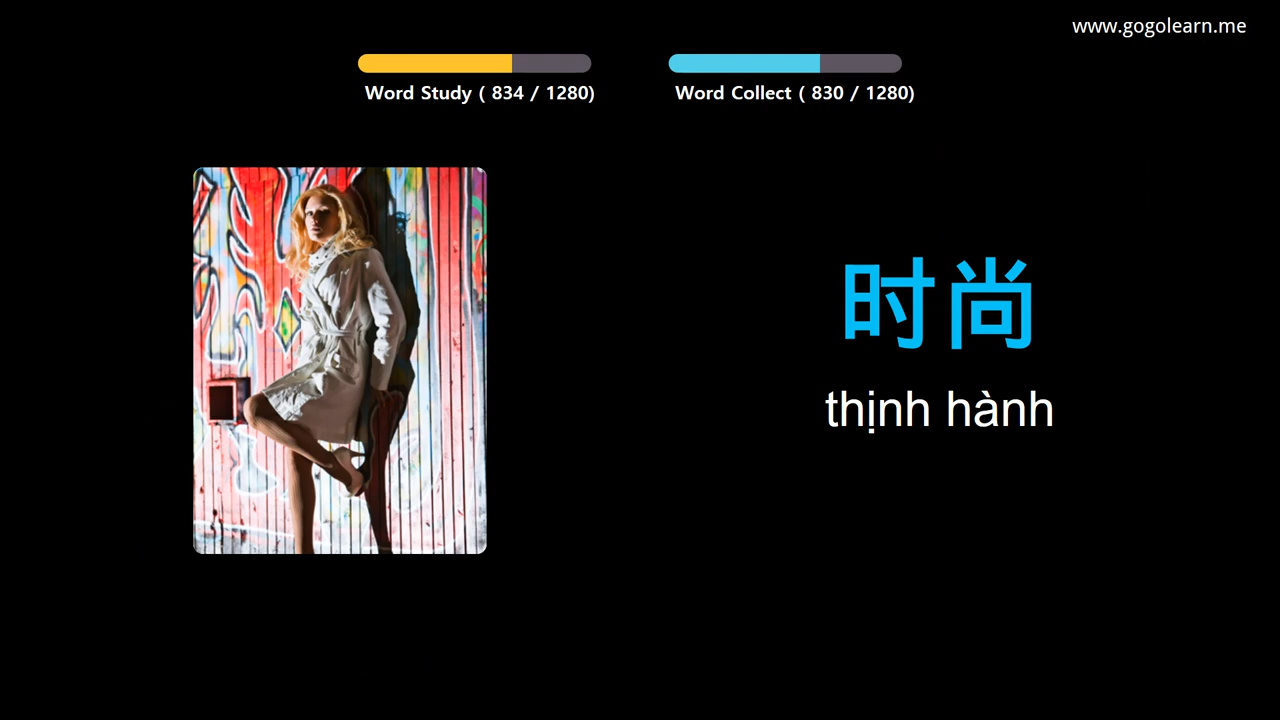 www.gogolearn.me
Word Study ( 834 / 1280)
Word Collect ( 830 / 1280)
时尚
thịnh hành